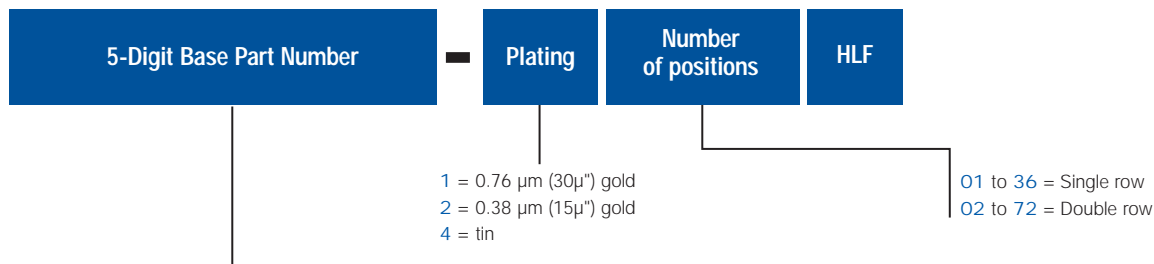 5-Digit Base Part Number
-
Plating
Number
of positions
HLF
1 = 0.76 µm (30µ") gold
2 = 0.38 µm (15µ") gold
4 = tin
01 to 36 = Single row
02 to 72 = Double row